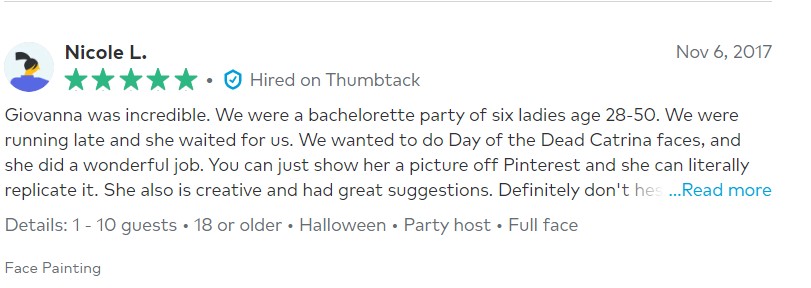 Nicole L.
Nov 6, 2017
• Hired on Thumbtack
Giovanna was incredible. We were a bachelorette party of six ladies age 28-50. We were
running late and she waited for us. We wanted to do Day of the Dead Catrina faces, and
she did a wonderful job. You can just show her a picture off Pinterest and she can literally
replicate it. She also is creative and had great suggestions. Definitely don't hes ...Read more
Details: 1 - 10 guests • 18 or older • Halloween • Party host • Full face
Face Painting